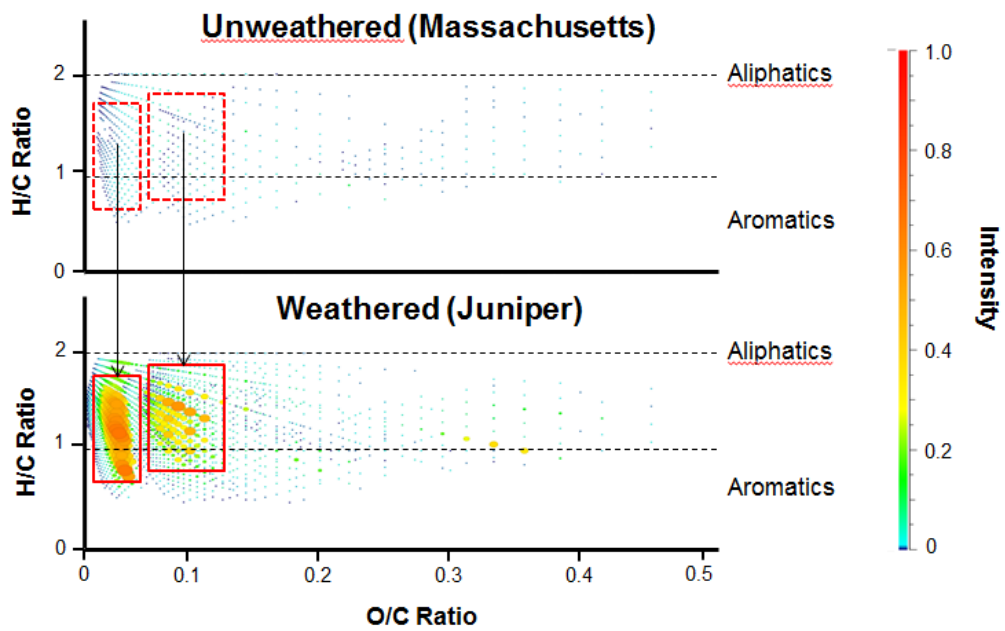 Unweathered (Massachusetts)
H/C Ratio
2
1
0
Aliphatics
Aromatics
Weathered (Juniper)
H/C Ratio
2
1
0
Aliphatics
Aromatics
0 0.1 0.2 0.3 0.4 0.5
O/C Ratio
1.0
0.8
0.6
0.4
0.2
0
Intensity